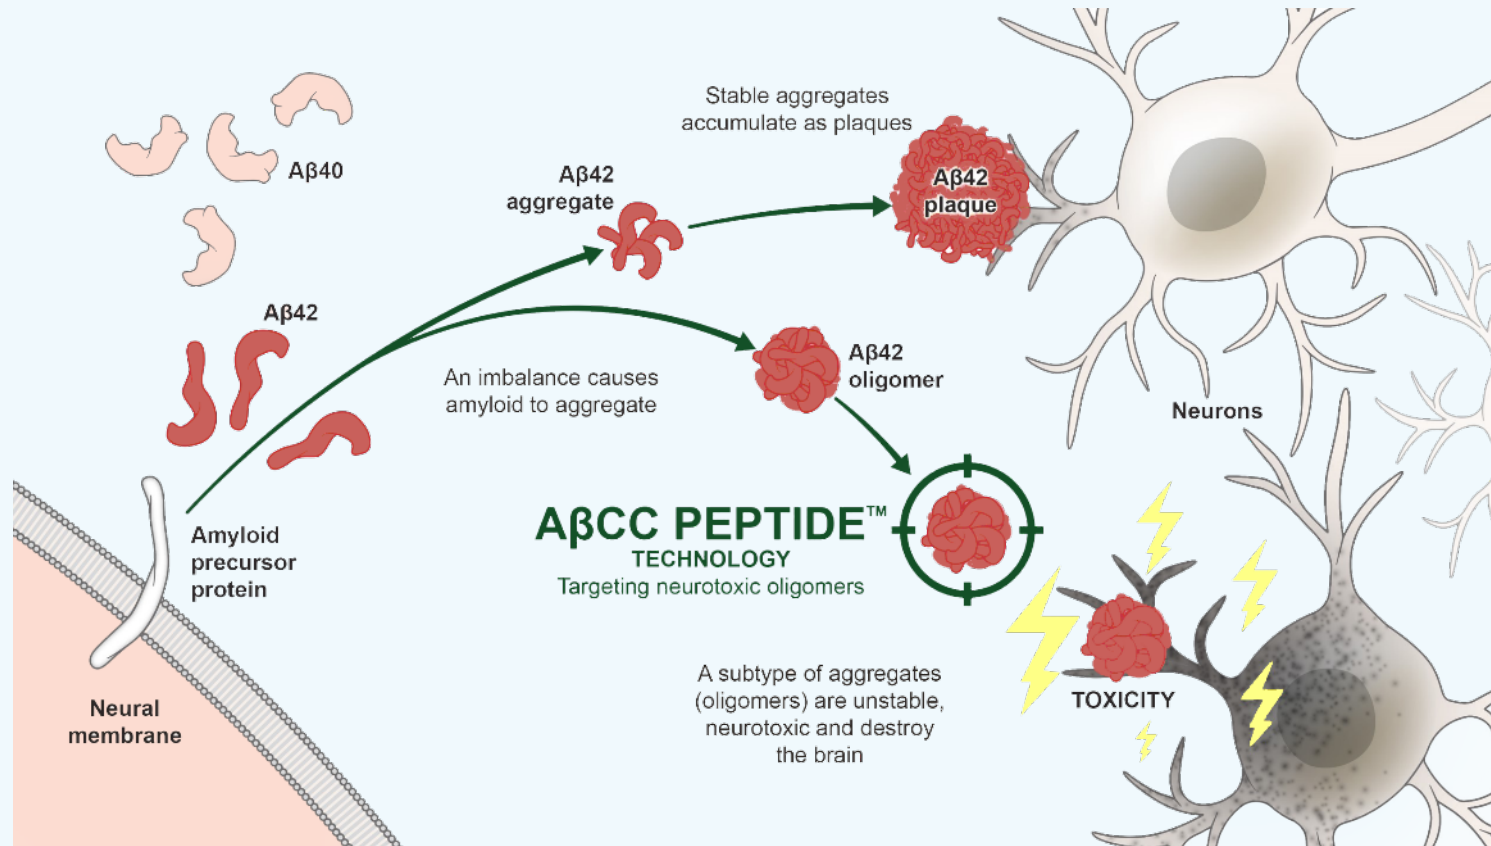 Stable aggregates
accumulate as plaques
Aβ40
Aβ42
aggregate
Aβ42
plaque
Aβ42
An imbalance causes
amyloid to aggregate
Aβ42
oligomer
Neurons
AβCC PEPTIDE™
TECHNOLOGY
Targeting neurotoxic oligomers
Amyloid
precursor
protein
Neural
membrane
A subtype of aggregates
(oligomers) are unstable,
neurotoxic and destroy
the brain
TOXICITY